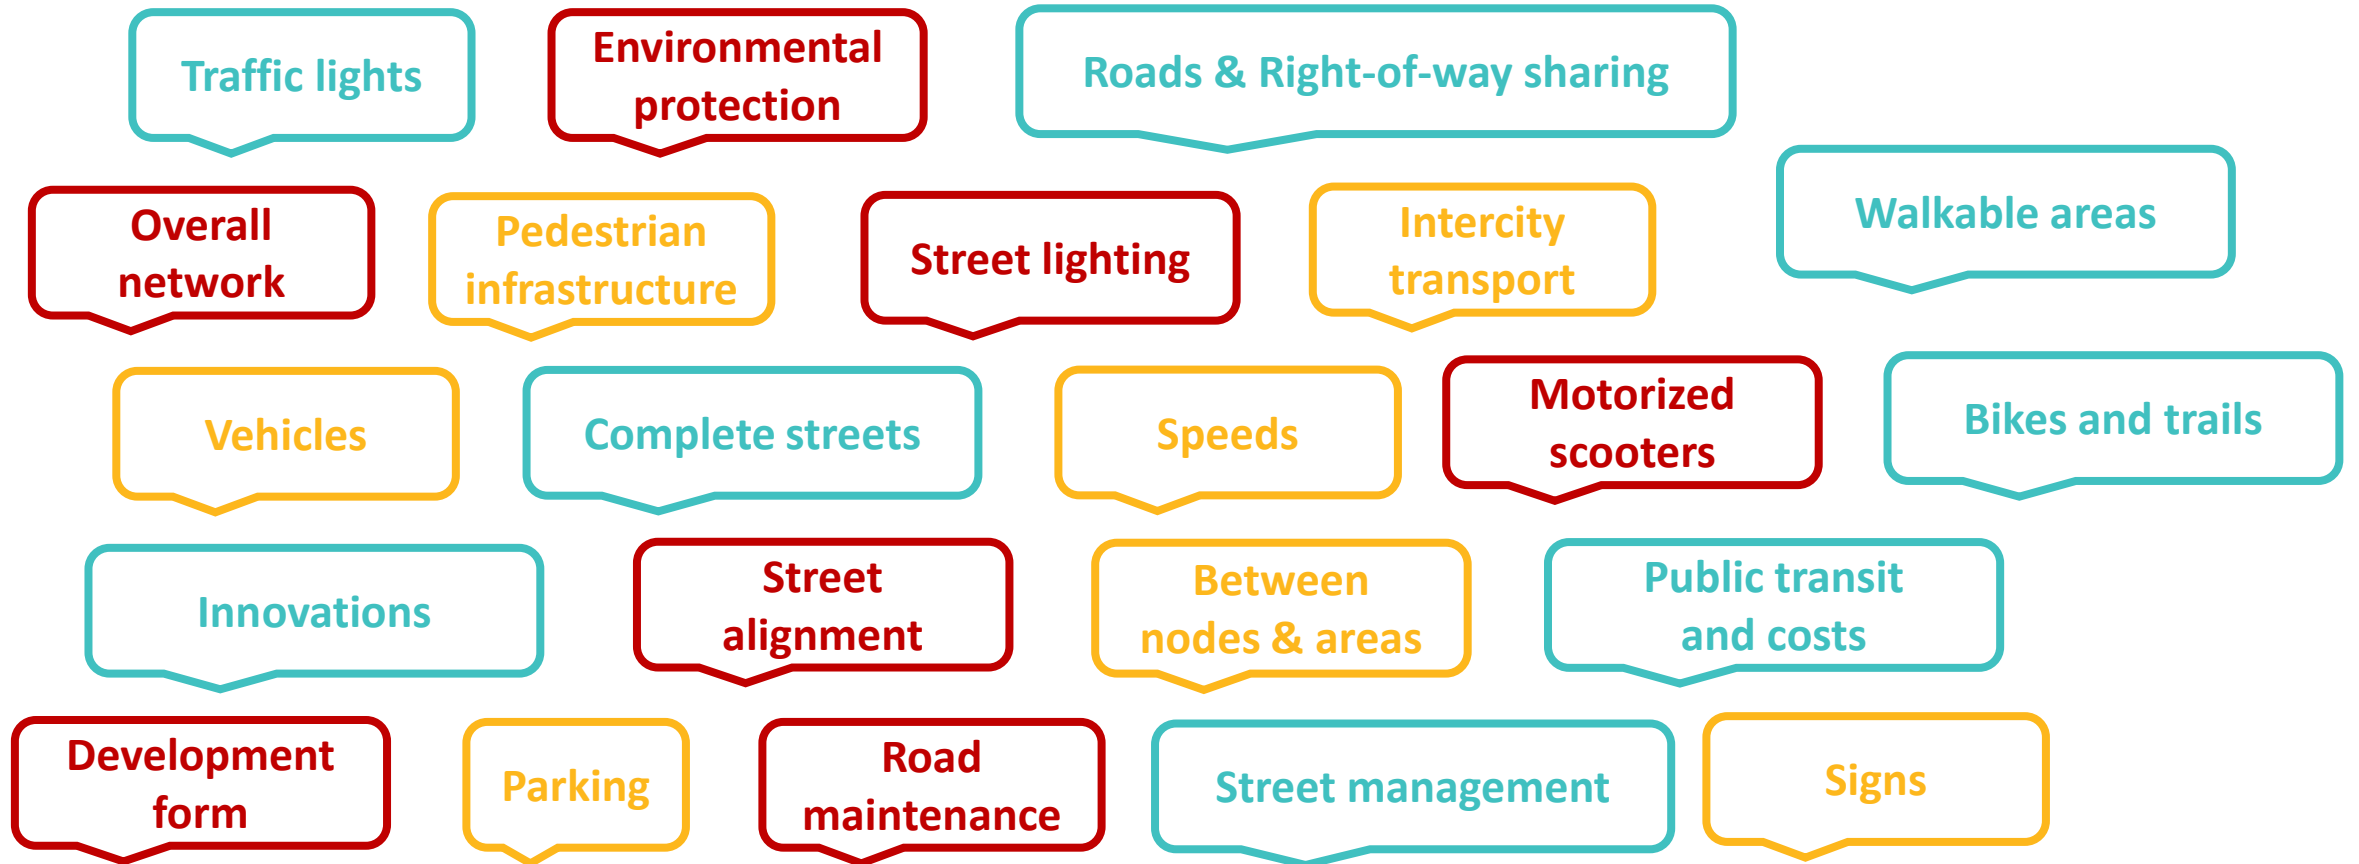 Traffic lights
Environmental
protection
Roads & Right-of-way sharing
Walkable areas
Overall
network
Pedestrian
infrastructure
Street lighting
Intercity
transport
Vehicles
Complete streets
Speeds
Motorized
scooters
Bikes and trails
Innovations
Street
alignment
Between
nodes & areas
Public transit
and costs
Development
form
Parking
Road
maintenance
Street management
Signs